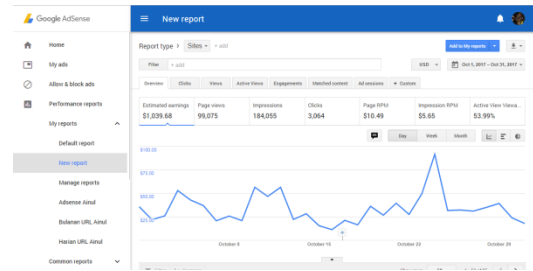 Google AdSense
New report
Home
My ads
Allow & block ads
Performance reports
My reports
Default report
New report
Manage reports
Adsense Ainul
Bulanan URL Ainul
Harian URL Ainul
Common reports
Report type > Sites + add
Add to My reports
Filter + add
USD Oct 1, 2017 – Oct 31, 2017
Overview Clicks Views Active Views Engagements Matched content Ad sessions + Custom
Estimated earnings Page views Impressions Clicks Page RPM Impression RPM Active View Viewa...
$1,039.68 99,075 184,055 3,064 $10.49 $5.65 53.99%
Day Week Month
$100.00
$75.00
$50.00
$25.00
October 8 October 15 October 22 October 29